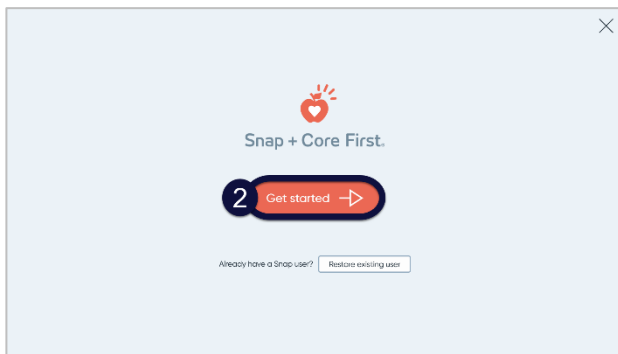 Snap + Core First®
2 Get started
Already have a Snap user? Restore existing user